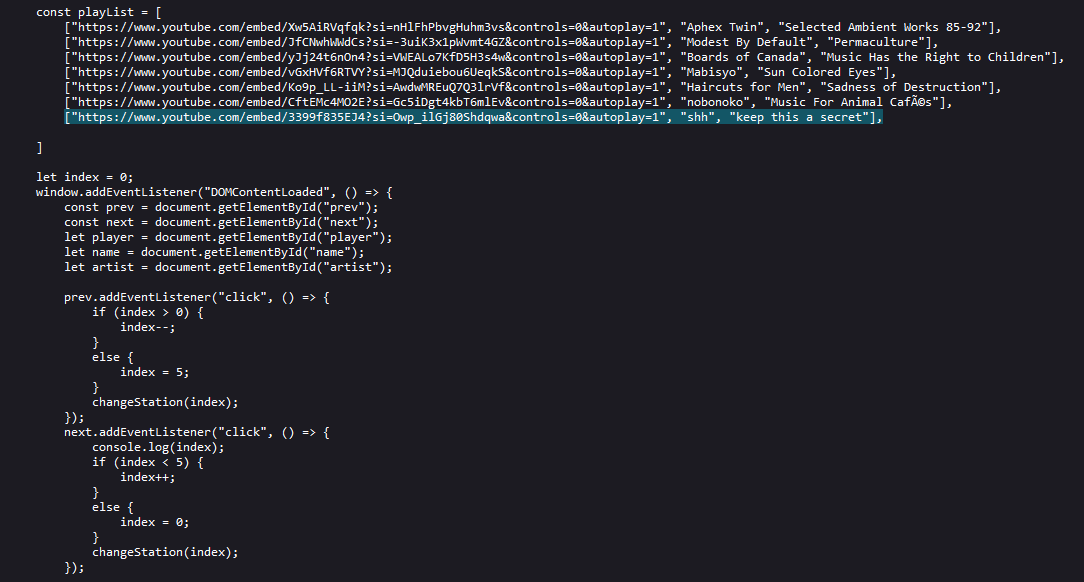 const playList = [
["https://www.youtube.com/embed/Xw5AiRVqfqk?si=nHlFhPbvgHuhm3vs&controls=0&autoplay=1", "Aphex Twin", "Selected Ambient Works 85-92"],
["https://www.youtube.com/embed/JfCNwhWWdCs?si=-3uiK3x1pWvmt4GZ&controls=0&autoplay=1", "Modest By Default", "Permaculture"],
["https://www.youtube.com/embed/yJj24t6nOn4?si=VWEALo7KfD5H3s4w&controls=0&autoplay=1", "Boards of Canada", "Music Has the Right to Children"],
["https://www.youtube.com/embed/vGxHVf6RTVY?si=MJQduiebou6UeqkS&controls=0&autoplay=1", "Mabisyo", "Sun Colored Eyes"],
["https://www.youtube.com/embed/Ko9p_LL-iiM?si=AwdwMREuQ7Q3lrVf&controls=0&autoplay=1", "Haircuts for Men", "Sadness of Destruction"],
["https://www.youtube.com/embed/CftEMc4MO2E?si=Gc5iDgt4kbT6mlEv&controls=0&autoplay=1", "nobonoko", "Music For Animal CafÃ©s"],
["https://www.youtube.com/embed/3399f835EJ4?si=Owp_ilGj80Shdqwa&controls=0&autoplay=1", "shh", "keep this a secret"],
]
let index = 0;
window.addEventListener("DOMContentLoaded", () => {
const prev = document.getElementById("prev");
const next = document.getElementById("next");
let player = document.getElementById("player");
let name = document.getElementById("name");
let artist = document.getElementById("artist");
prev.addEventListener("click", () => {
if (index > 0) {
index--;
}
else {
index = 5;
}
changeStation(index);
});
next.addEventListener("click", () => {
console.log(index);
if (index < 5) {
index++;
}
else {
index = 0;
}
changeStation(index);
});